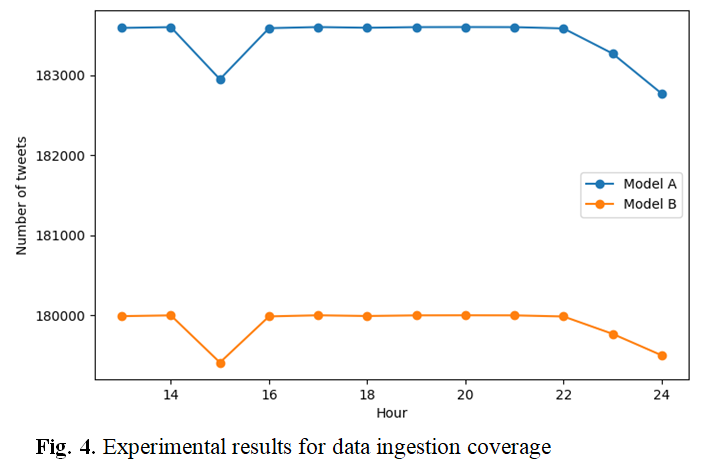 183000
182000
181000
180000
Number of tweets
Model A
Model B
14 16 18 20 22 24
Hour
Fig. 4. Experimental results for data ingestion coverage